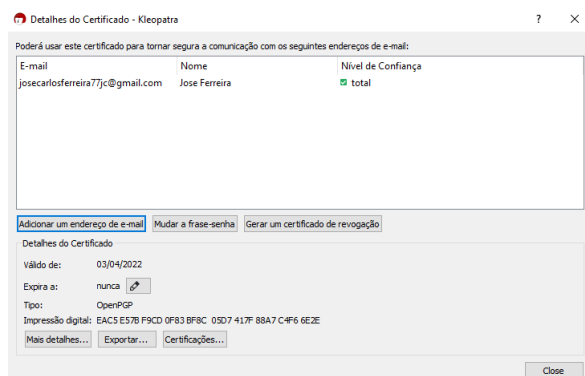 Detalhes do Certificado - Kleopatra
?
Poderá usar este certificado para tornar segura a comunicação com os seguintes endereços de e-mail:
E-mail Nome Nível de Confiança
josecarlosferreira77jc@gmail.com Jose Ferreira total
Adicionar um endereço de e-mail Mudar a frase-senha Gerar um certificado de revogação
Detalhes do Certificado
Válido de: 03/04/2022
Expira a: nunca
Tipo: OpenPGP
Impressão digital: EAC5 E57B F9CD 0F83 BF8C 05D7 417F 88A7 C4F6 6E2E
Mais detalhes... Exportar... Certificações...
Close